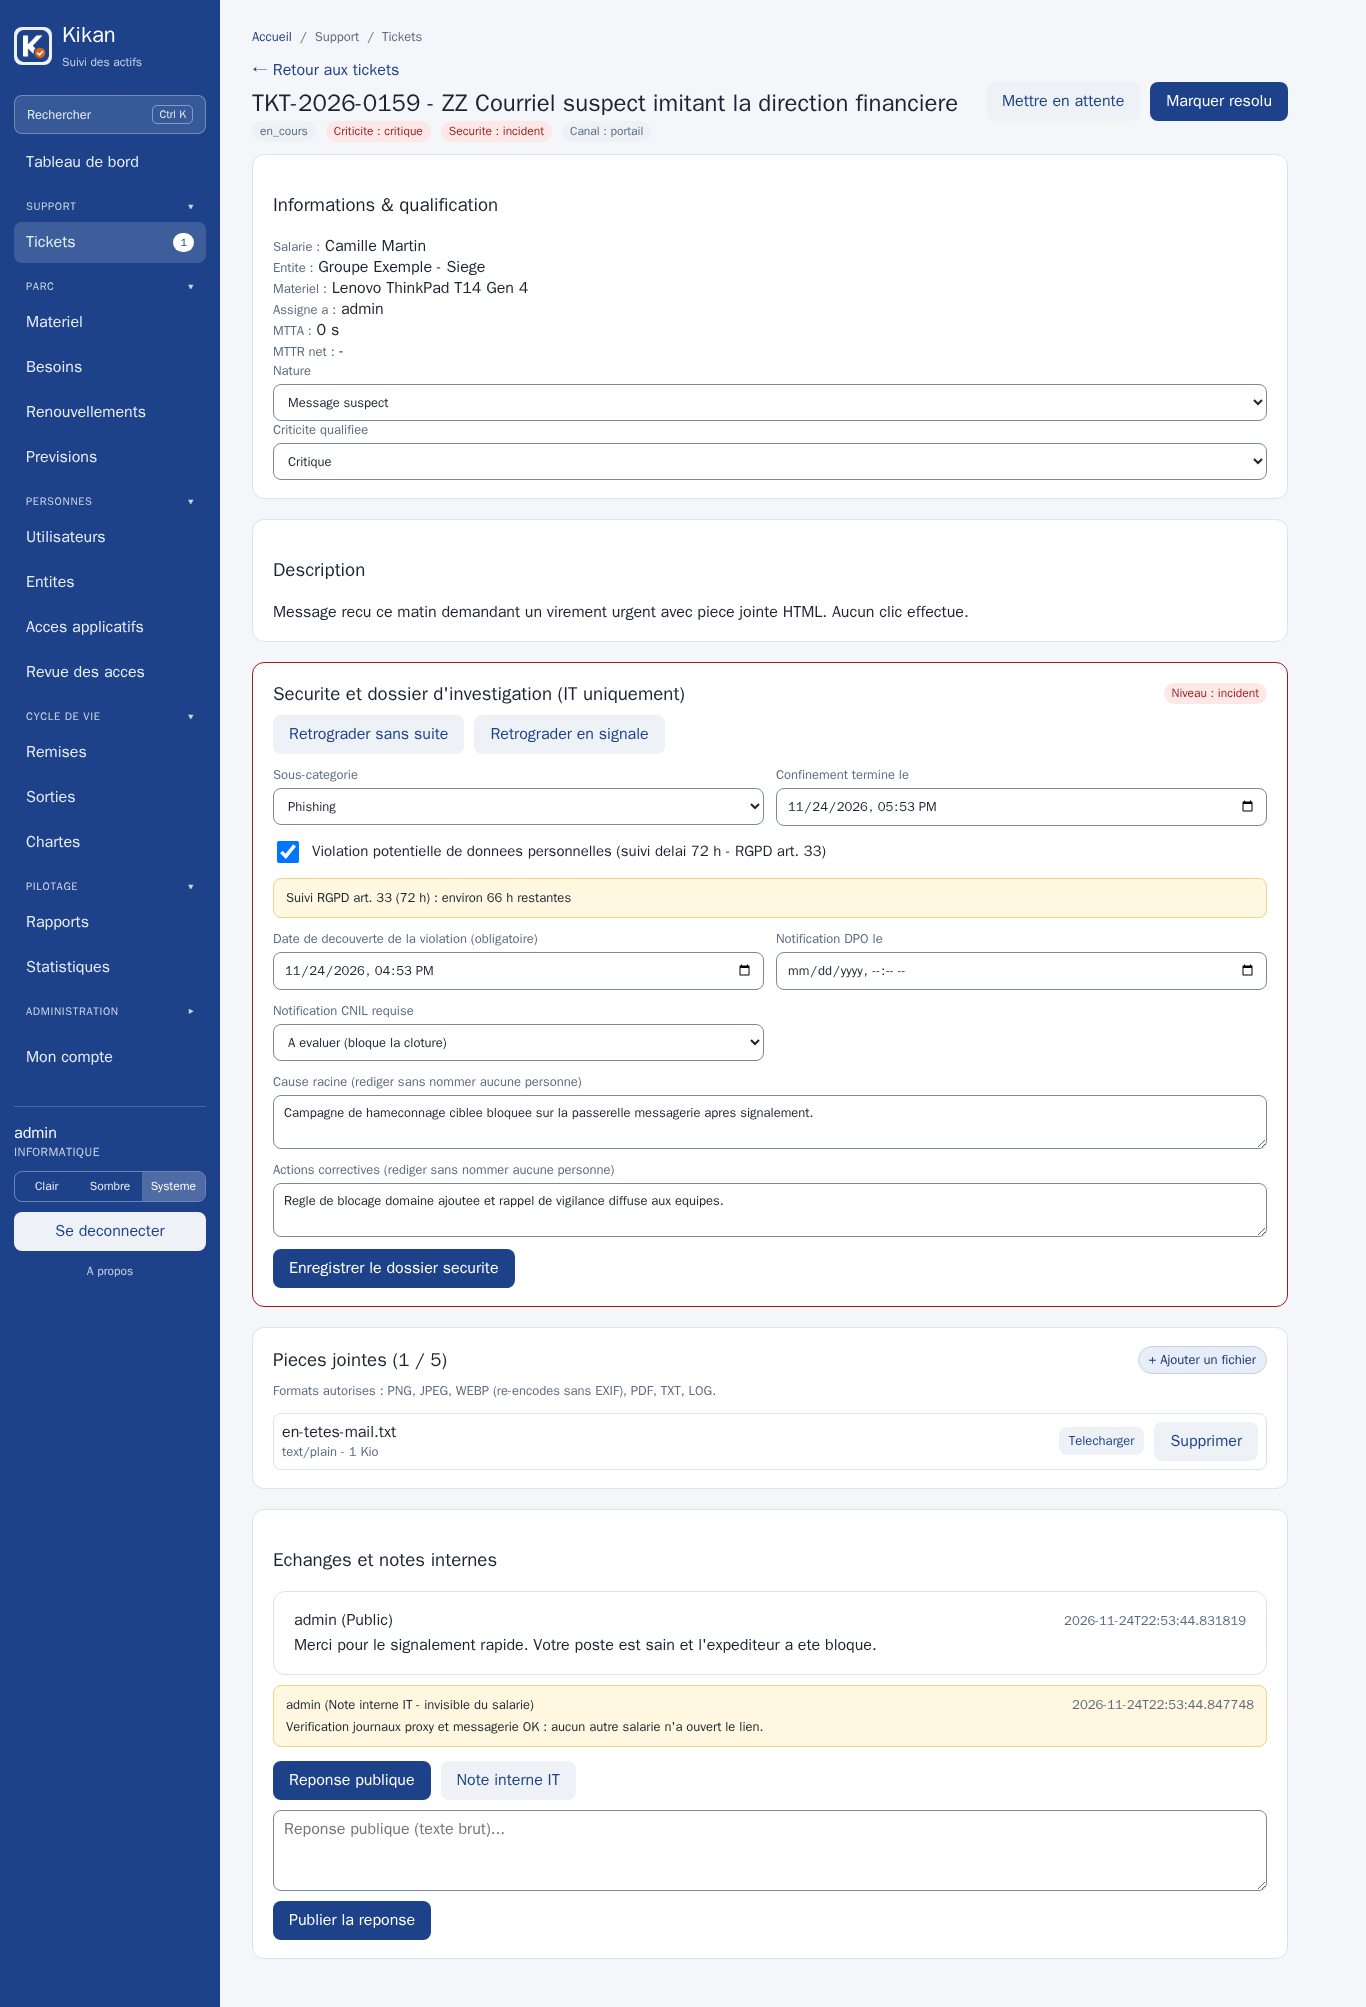 Kikan
Suivi des actifs
Rechercher Ctrl K
Tableau de bord
SUPPORT
Tickets 1
PARC
Materiel
Besoins
Renouvellements
Previsions
PERSONNES
Utilisateurs
Entites
Acces applicatifs
Revue des acces
CYCLE DE VIE
Remises
Sorties
Chartes
PILOTAGE
Rapports
Statistiques
ADMINISTRATION
Mon compte
admin
INFORMATIQUE
Clair Sombre Systeme
Se deconnecter
A propos
Accueil / Support / Tickets
← Retour aux tickets
TKT-2026-0159 - ZZ Courriel suspect imitant la direction financiere
Mettre en attente Marquer resolu
en_cours Criticite : critique Securite : incident Canal : portail
Informations & qualification
Salarie : Camille Martin
Entite : Groupe Exemple - Siege
Materiel : Lenovo ThinkPad T14 Gen 4
Assigne a : admin
MTTA : 0 s
MTTR net : -
Nature
Message suspect
Criticite qualifiee
Critique
Description
Message recu ce matin demandant un virement urgent avec piece jointe HTML. Aucun clic effectue.
Securite et dossier d'investigation (IT uniquement) Niveau : incident
Retrograder sans suite Retrograder en signale
Sous-categorie Confinement termine le
Phishing 11/24/2026, 05:53 PM
Violation potentielle de donnees personnelles (suivi delai 72 h - RGPD art. 33)
Suivi RGPD art. 33 (72 h) : environ 66 h restantes
Date de decouverte de la violation (obligatoire) Notification DPO le
11/24/2026, 04:53 PM mm/dd/yyyy, --:-- --
Notification CNIL requise
A evaluer (bloque la cloture)
Cause racine (rediger sans nommer aucune personne)
Campagne de hameconnage ciblee bloquee sur la passerelle messagerie apres signalement.
Actions correctives (rediger sans nommer aucune personne)
Regle de blocage domaine ajoutee et rappel de vigilance diffuse aux equipes.
Enregistrer le dossier securite
Pieces jointes (1 / 5) + Ajouter un fichier
Formats autorises : PNG, JPEG, WEBP (re-encodes sans EXIF), PDF, TXT, LOG.
en-tetes-mail.txt
text/plain - 1 Kio
Telecharger Supprimer
Echanges et notes internes
admin (Public) 2026-11-24T22:53:44.831819
Merci pour le signalement rapide. Votre poste est sain et l'expediteur a ete bloque.
admin (Note interne IT - invisible du salarie) 2026-11-24T22:53:44.847748
Verification journaux proxy et messagerie OK : aucun autre salarie n'a ouvert le lien.
Reponse publique Note interne IT
Reponse publique (texte brut)...
Publier la reponse